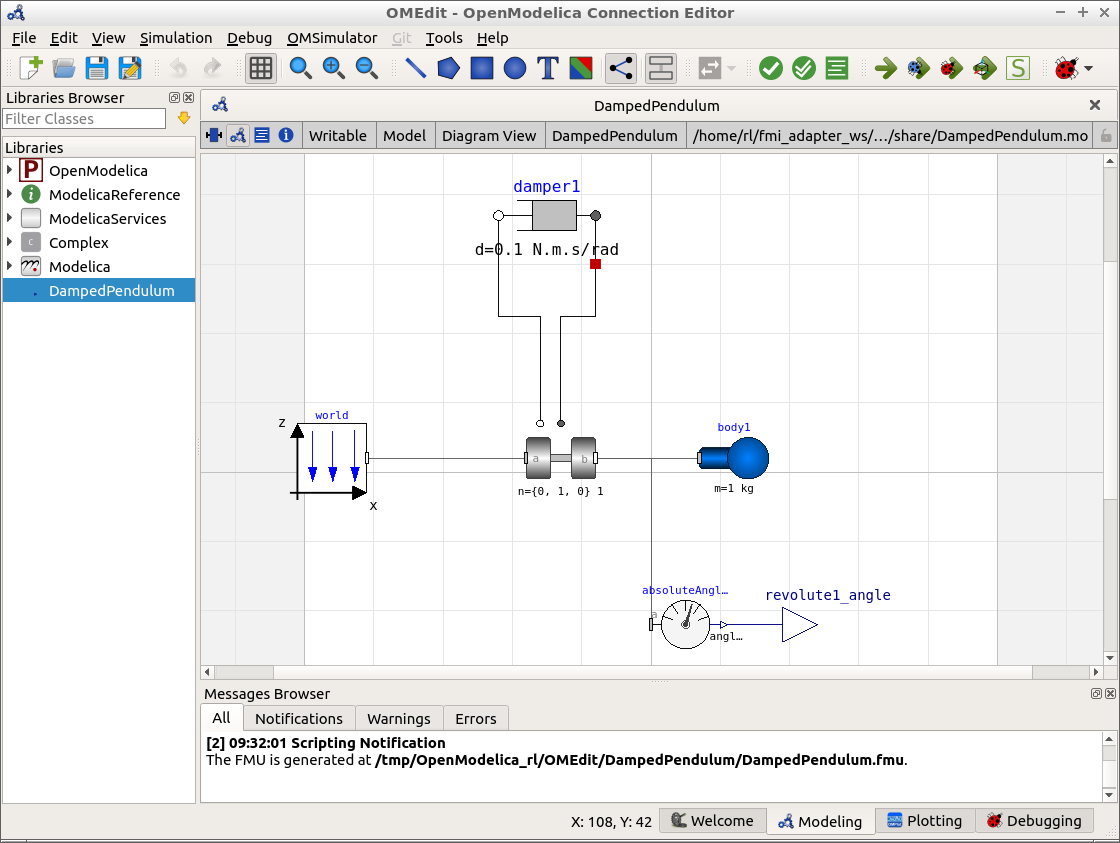 OMEdit - OpenModelica Connection Editor
File Edit View Simulation Debug OMSimulator Git Tools Help
T S
Libraries Browser
Filter Classes
Libraries
P OpenModelica
i ModelicaReference
ModelicaServices
C Complex
m Modelica
DampedPendulum
DampedPendulum
i Writable Model Diagram View DampedPendulum /home/rl/fmi_adapter_ws/.../share/DampedPendulum.mo
damper1
d=0.1 N.m.s/rad
world
z
x
a b
n={0, 1, 0} 1
body1
m=1 kg
absoluteAngl...
a
angl...
revolute1_angle
Messages Browser
All Notifications Warnings Errors
[2] 09:32:01 Scripting Notification
The FMU is generated at /tmp/OpenModelica_rl/OMEdit/DampedPendulum/DampedPendulum.fmu.
X: 108, Y: 42 Welcome Modeling Plotting Debugging